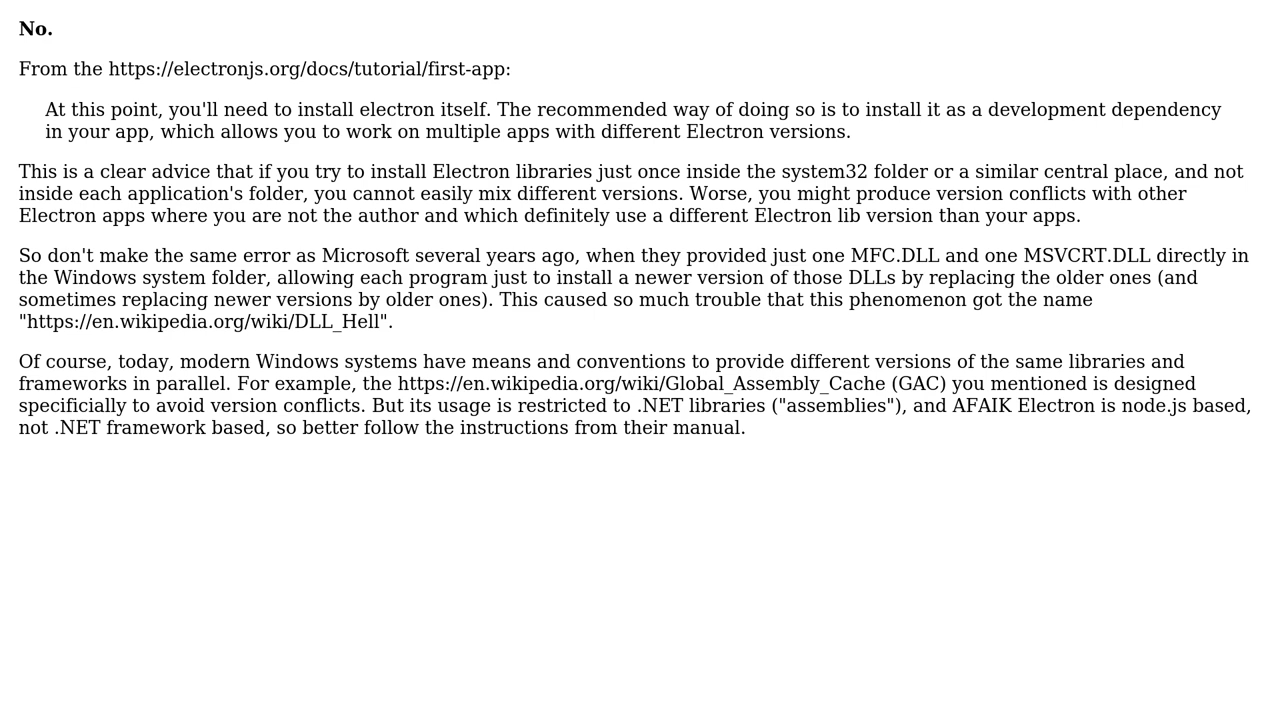 No.
From the https://electronjs.org/docs/tutorial/first-app:
At this point, you'll need to install electron itself. The recommended way of doing so is to install it as a development dependency
in your app, which allows you to work on multiple apps with different Electron versions.
This is a clear advice that if you try to install Electron libraries just once inside the system32 folder or a similar central place, and not
inside each application's folder, you cannot easily mix different versions. Worse, you might produce version conflicts with other
Electron apps where you are not the author and which definitely use a different Electron lib version than your apps.
So don't make the same error as Microsoft several years ago, when they provided just one MFC.DLL and one MSVCRT.DLL directly in
the Windows system folder, allowing each program just to install a newer version of those DLLs by replacing the older ones (and
sometimes replacing newer versions by older ones). This caused so much trouble that this phenomenon got the name
"https://en.wikipedia.org/wiki/DLL_Hell".
Of course, today, modern Windows systems have means and conventions to provide different versions of the same libraries and
frameworks in parallel. For example, the https://en.wikipedia.org/wiki/Global_Assembly_Cache (GAC) you mentioned is designed
specificially to avoid version conflicts. But its usage is restricted to .NET libraries ("assemblies"), and AFAIK Electron is node.js based,
not .NET framework based, so better follow the instructions from their manual.